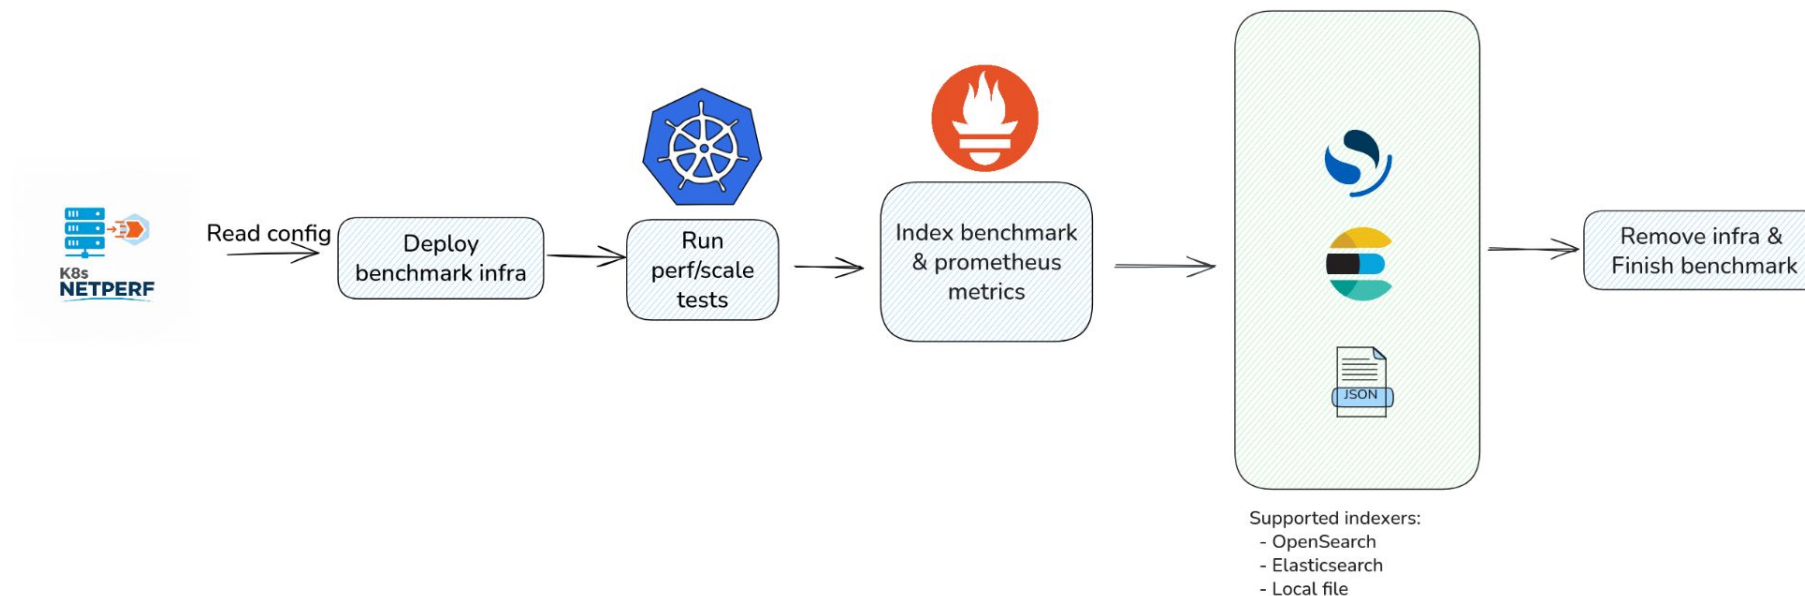 K8s
NETPERF
Read config
Deploy
benchmark infra
Run
perf/scale
tests
Index benchmark
& prometheus
metrics
JSON
Supported indexers:
- OpenSearch
- Elasticsearch
- Local file
Remove infra &
Finish benchmark